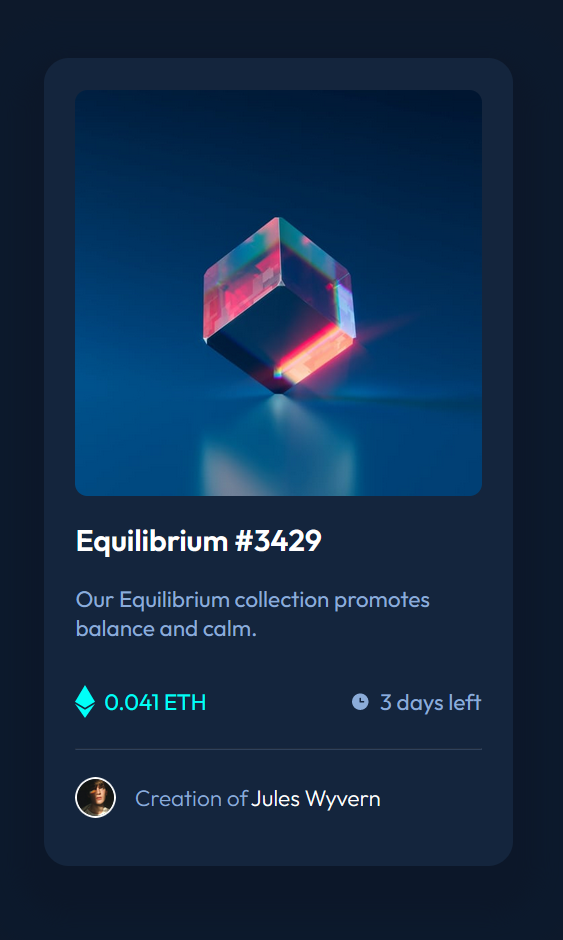 Equilibrium #3429
Our Equilibrium collection promotes
balance and calm.
0.041 ETH 3 days left
Creation of Jules Wyvern